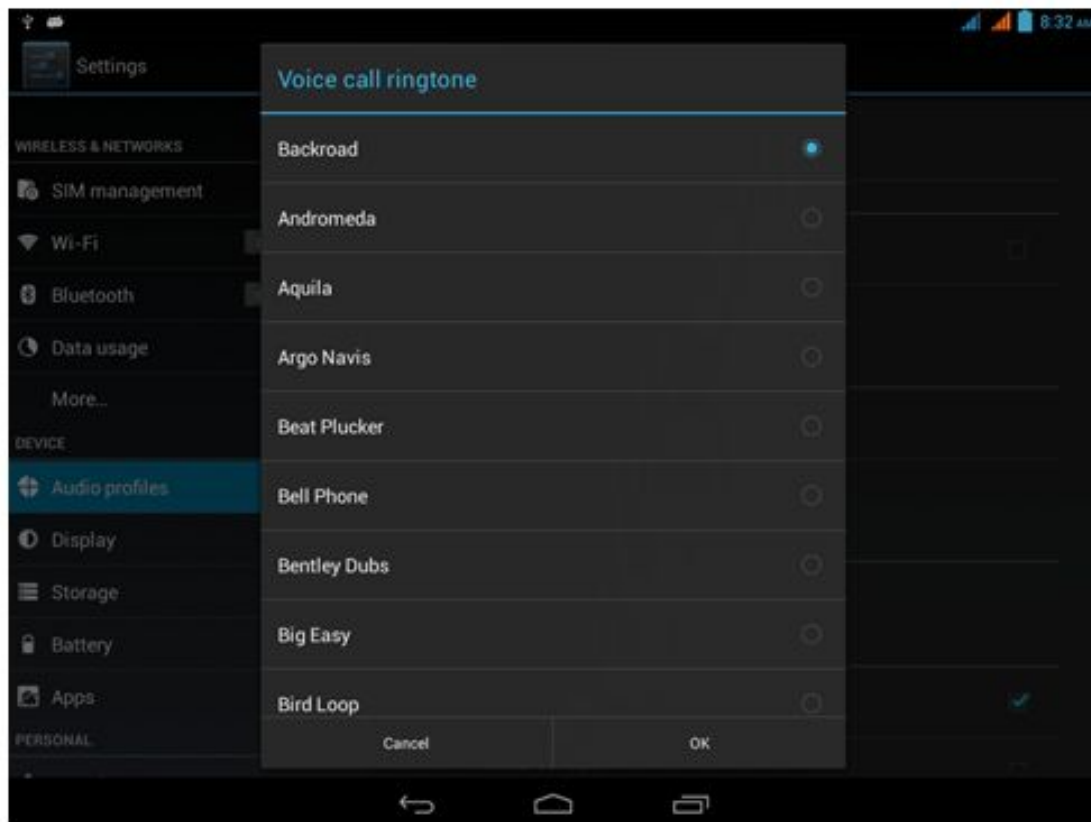 8:32 AM
Settings
Voice call ringtone
WIRELESS & NETWORKS
SIM management
Wi-Fi
Bluetooth
Data usage
More...
DEVICE
Audio profiles
Display
Storage
Battery
Apps
PERSONAL
Backroad
Andromeda
Aquila
Argo Navis
Beat Plucker
Bell Phone
Bentley Dubs
Big Easy
Bird Loop
Cancel
OK